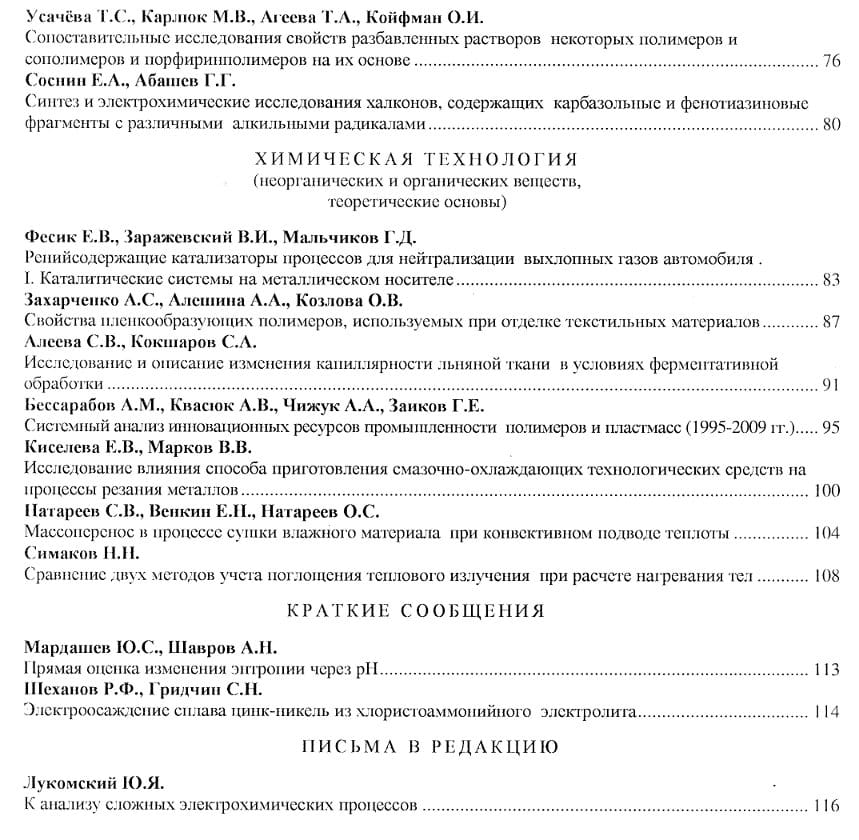 Усачёва Т.С., Карлюк М.В., Агеева Т.А., Койфман О.И.
Сопоставительные исследования свойств разбавленных растворов некоторых полимеров и
сополимеров и порфиринполимеров на их основе ........ 76
Соснин Е.А., Абашев Г.Г.
Синтез и электрохимические исследования халконов, содержащих карбазольные и фенотиазиновые
фрагменты с различными алкильными радикалами ........ 80
ХИМИЧЕСКАЯ ТЕХНОЛОГИЯ
(неорганических и органических веществ,
теоретические основы)
Фесик Е.В., Заражевский В.И., Мальчиков Г.Д.
Ренийсодержащие катализаторы процессов для нейтрализации выхлопных газов автомобиля .
I. Каталитические системы на металлическом носителе ........ 83
Захарченко А.С., Алешина А.А., Козлова О.В.
Свойства пленкообразующих полимеров, используемых при отделке текстильных материалов ........ 87
Алеева С.В., Кокшаров С.А.
Исследование и описание изменения капиллярности льняной ткани в условиях ферментативной
обработки ........ 91
Бессарабов А.М., Квасюк А.В., Чижук А.А., Заиков Г.Е.
Системный анализ инновационных ресурсов промышленности полимеров и пластмасс (1995-2009 гг.)..... 95
Киселева Е.В., Марков В.В.
Исследование влияния способа приготовления смазочно-охлаждающих технологических средств на
процессы резания металлов ........ 100
Натареев С.В., Венкин Е.Н., Натареев О.С.
Массоперенос в процессе сушки влажного материала при конвективном подводе теплоты ........ 104
Симаков Н.Н.
Сравнение двух методов учета поглощения теплового излучения при расчете нагревания тел ........ 108
КРАТКИЕ СООБЩЕНИЯ
Мардашев Ю.С., Шавров А.Н.
Прямая оценка изменения энтропии через рН ........ 113
Шеханов Р.Ф., Гридчин С.Н.
Электроосаждение сплава цинк-никель из хлористоаммонийного электролита ........ 114
ПИСЬМА В РЕДАКЦИЮ
Лукомский Ю.Я.
К анализу сложных электрохимических процессов ........ 116